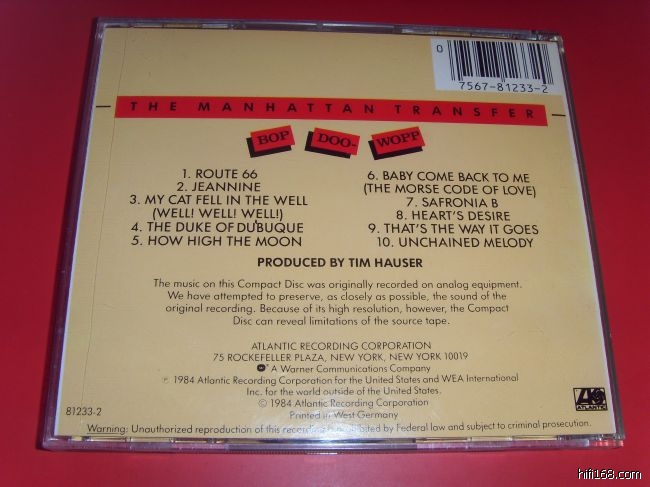 0
7567-81233-2
THE MANHATTAN TRANSFER
BOP DOO- WOPP
1. ROUTE 66
2. JEANNINE
3. MY CAT FELL IN THE WELL
(WELL! WELL! WELL!)
4. THE DUKE OF DUBUQUE
5. HOW HIGH THE MOON
6. BABY COME BACK TO ME
(THE MORSE CODE OF LOVE)
7. SAFRONIA B
8. HEART'S DESIRE
9. THAT'S THE WAY IT GOES
10. UNCHAINED MELODY
PRODUCED BY TIM HAUSER
The music on this Compact Disc was originally recorded on analog equipment.
We have attempted to preserve, as closely as possible, the sound of the
original recording. Because of its high resolution, however, the Compact
Disc can reveal limitations of the source tape.
ATLANTIC RECORDING CORPORATION
75 ROCKEFELLER PLAZA, NEW YORK, NEW YORK 10019
A Warner Communications Company
℗ 1984 Atlantic Recording Corporation for the United States and WEA International
Inc. for the world outside of the United States.
© 1984 Atlantic Recording Corporation
Printed in West Germany
81233-2
ATLANTIC
Warning: Unauthorized reproduction of this recording is prohibited by Federal law and subject to criminal prosecution.
hifi168.com